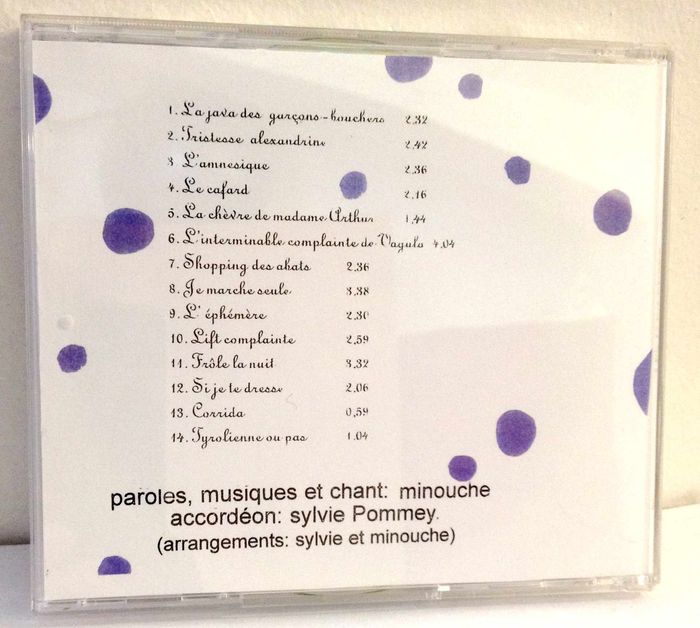 1. La java des garçons-bouchers 2,32
2. Tristesse alexandrine 2,42
3 L'amnesique 2,36
4. Le cafard 2,16
5. La chèvre de madame Arthur 1,44
6. L'interminable complainte de Vagulo 4,04
7. Shopping des abats 2,36
8. Je marche seule 3,38
9. L' éphémère 2,30
10. Lift complainte 2,59
11. Frôle la nuit 3,32
12. Si je te dresse 2,06
13. Corrida 0,59
14. Tyrolienne ou pas 1,04
paroles, musiques et chant: minouche
accordéon: sylvie Pommey.
(arrangements: sylvie et minouche)